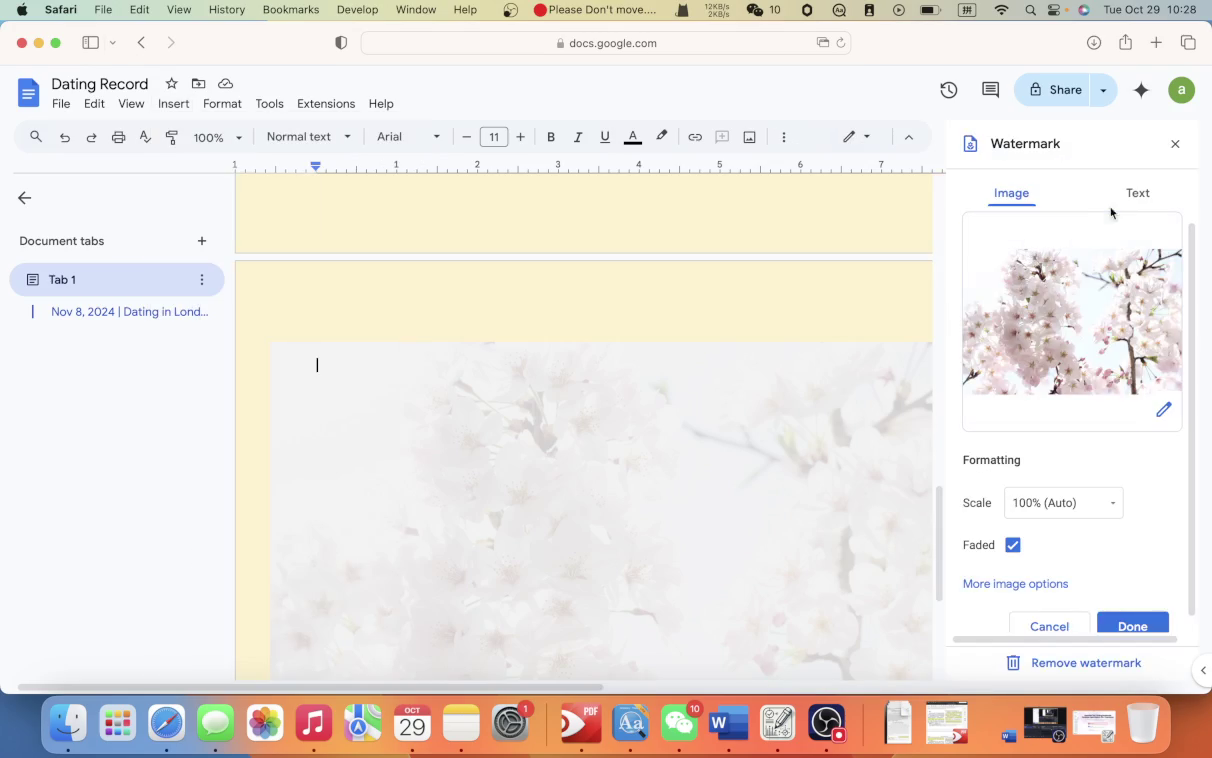 Safari File Edit View History Bookmarks Window Help Please Don't move... 10KB/s 12KB/s 10 Tue Oct 29 10:28
docs.google.com
Dating Record
File Edit View Insert Format Tools Extensions Help
Share a
100% Normal text Arial 11 B I U A
1 1 2 3 4 5 6 7
Document tabs
Tab 1
Nov 8, 2024 | Dating in Lond...
Watermark
Image Text
Formatting
Scale 100% (Auto)
Faded
More image options
Cancel Done
Remove watermark
OCT 29 1 PDF Aa 10 W